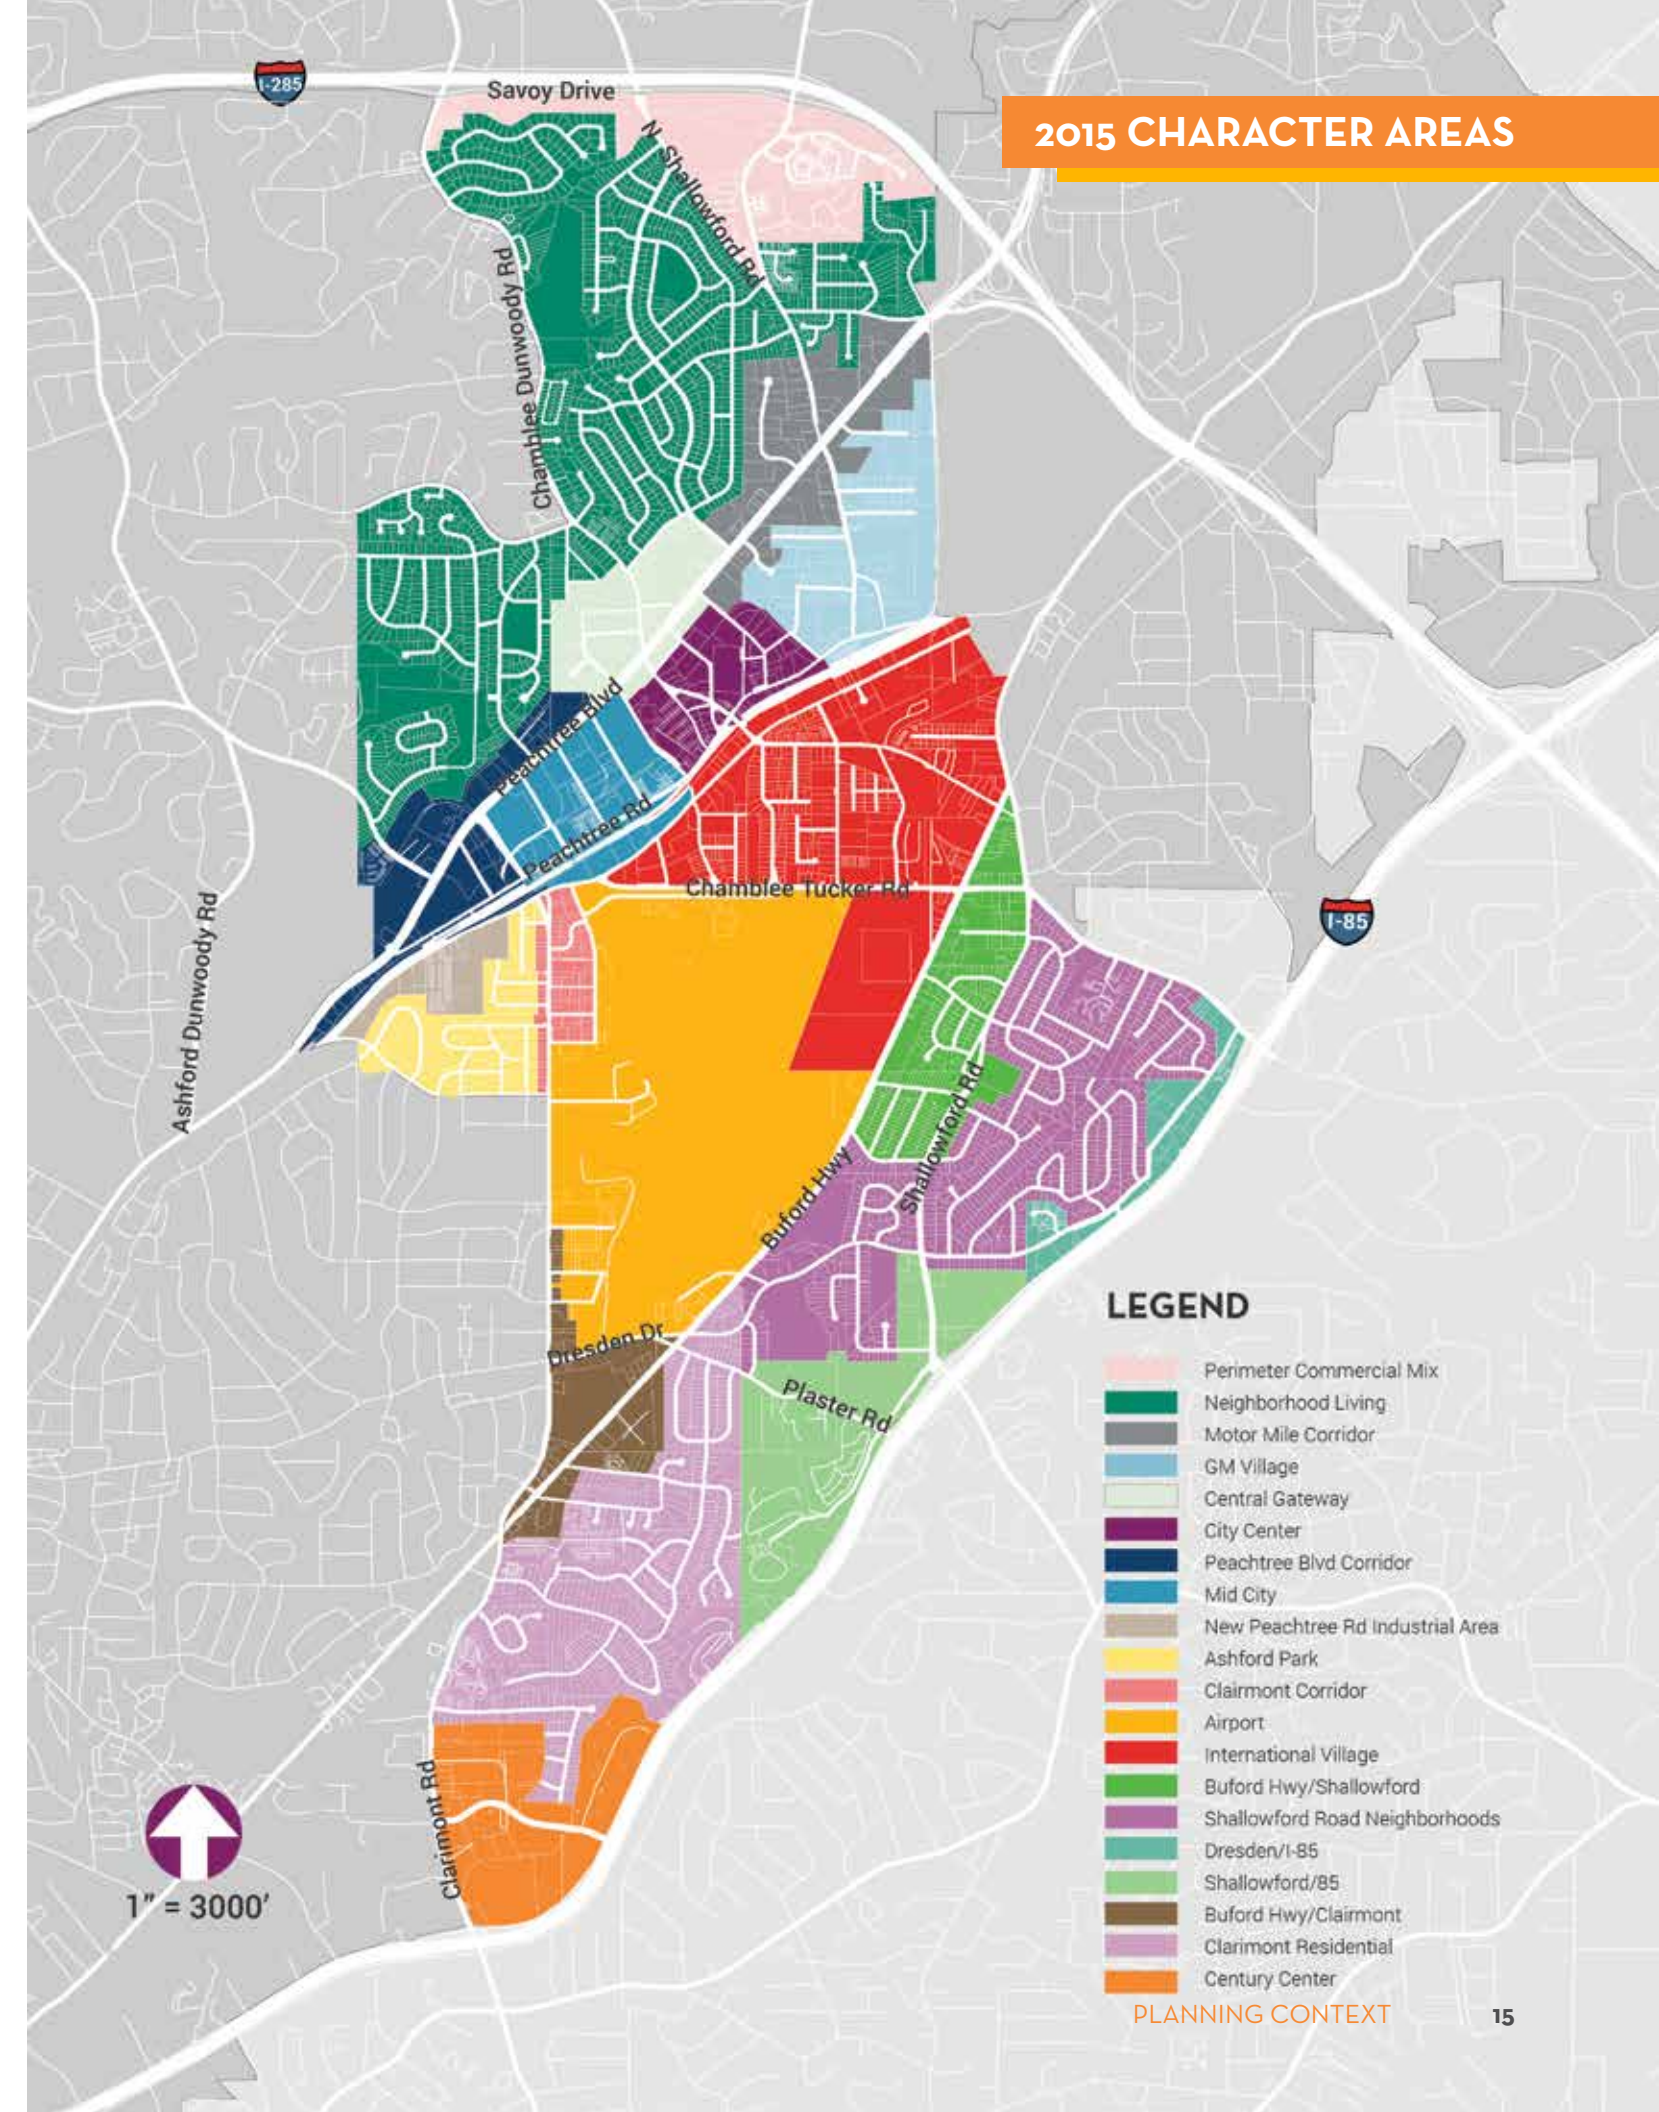 I-285
Savoy Drive
2015 CHARACTER AREAS
N Shallowford Rd
Chamblee Dunwoody Rd
Peachtree Blvd
Peachtree Rd
Chamblee Tucker Rd
I-85
Ashford Dunwoody Rd
Shallowford Rd
Buford Hwy
Dresden Dr
Plaster Rd
Clarimont Rd
1" = 3000'
LEGEND
Perimeter Commercial Mix
Neighborhood Living
Motor Mile Corridor
GM Village
Central Gateway
City Center
Peachtree Blvd Corridor
Mid City
New Peachtree Rd Industrial Area
Ashford Park
Clairmont Corridor
Airport
International Village
Buford Hwy/Shallowford
Shallowford Road Neighborhoods
Dresden/I-85
Shallowford/85
Buford Hwy/Clairmont
Clarimont Residential
Century Center
PLANNING CONTEXT 15